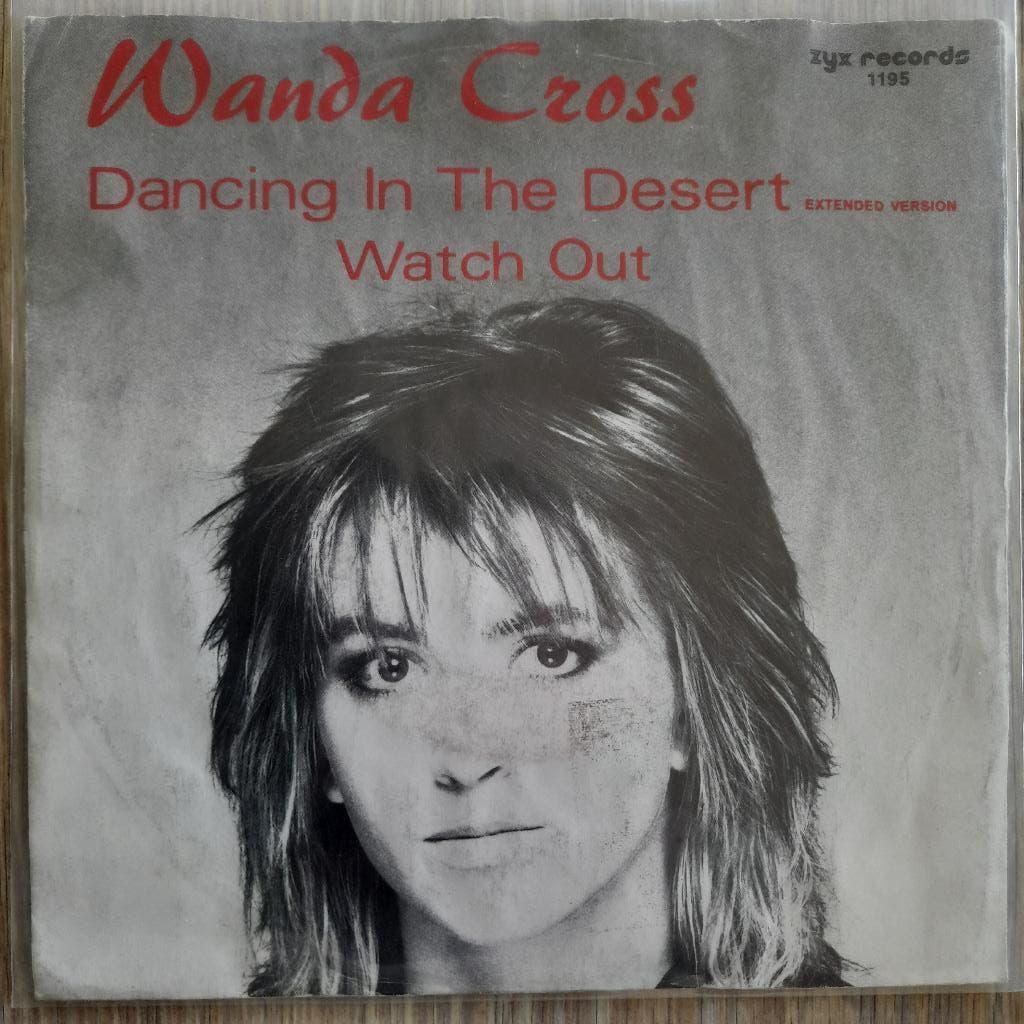 Wanda Cross
zyx records
1195
Dancing In The Desert EXTENDED VERSION
Watch Out